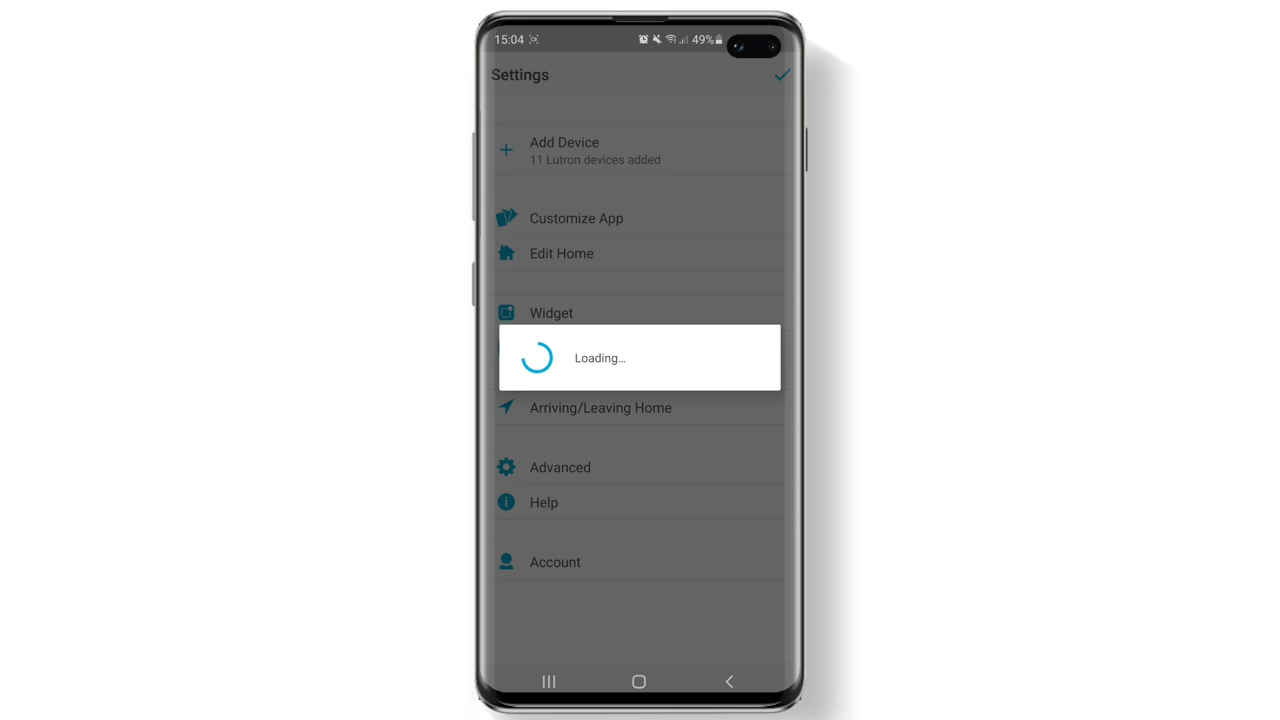 15:04 49%
Settings
Add Device
11 Lutron devices added
Customize App
Edit Home
Widget
Loading...
Arriving/Leaving Home
Advanced
Help
Account